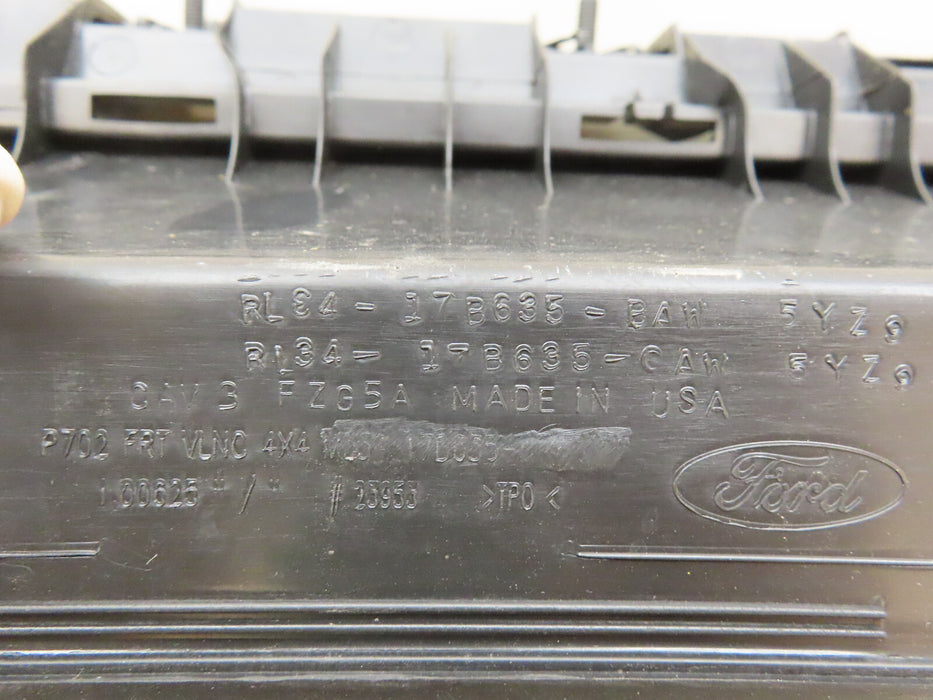 RL34-17B635-BAW 5YZ9
RL34-17B635-CAW 5YZ9
CAV 3 FZG5A MADE IN USA
P702 FRT VLNC 4X4
1.00625" / " # 23953 >TPO<
Ford